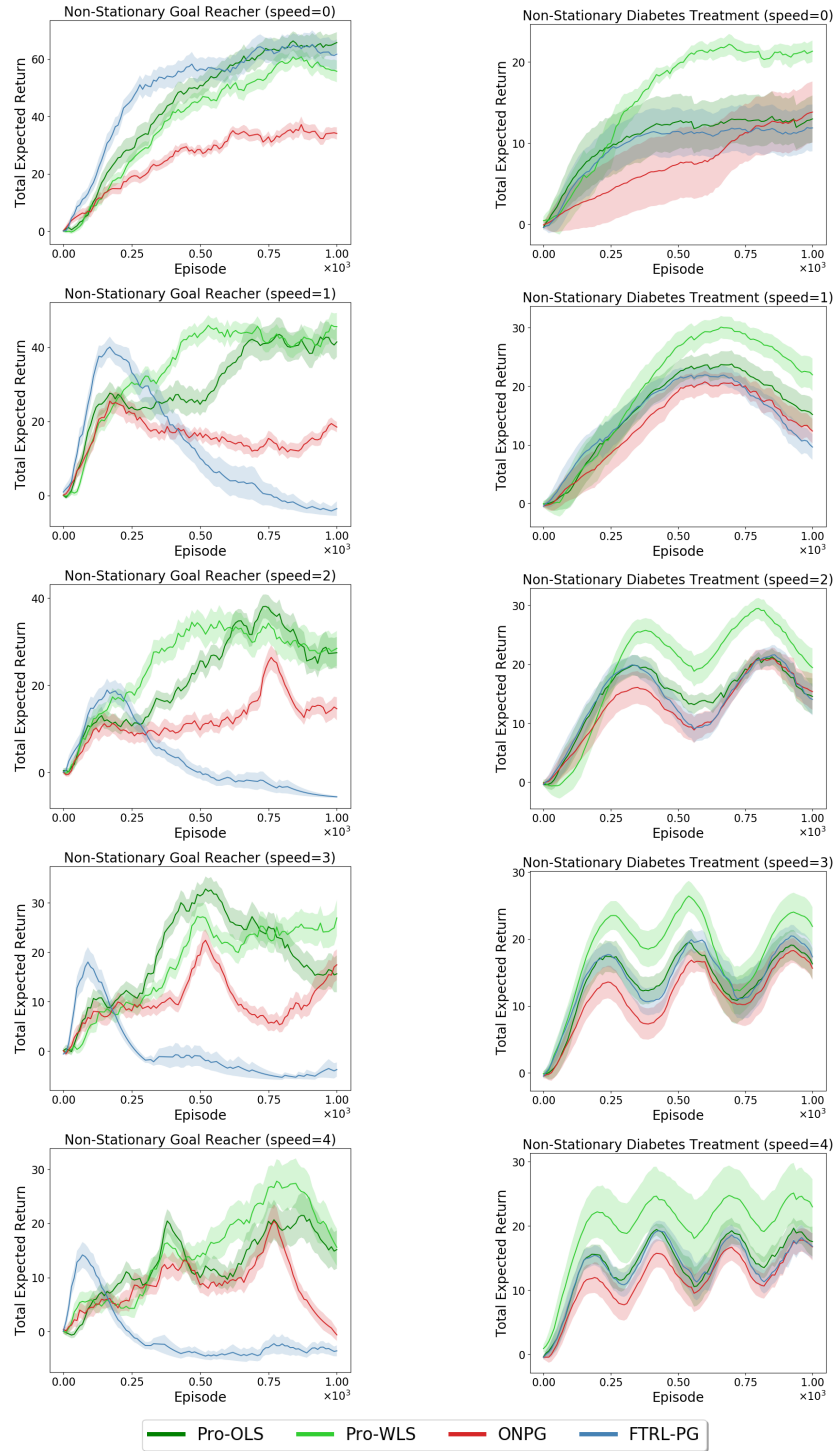 Non-Stationary Goal Reacher (speed=0)
Total Expected Return
60
40
20
0
0.00 0.25 0.50 0.75 1.00
Episode
×10³
Non-Stationary Diabetes Treatment (speed=0)
Total Expected Return
20
10
0
0.00 0.25 0.50 0.75 1.00
Episode
×10³
Non-Stationary Goal Reacher (speed=1)
Total Expected Return
40
20
0
0.00 0.25 0.50 0.75 1.00
Episode
×10³
Non-Stationary Diabetes Treatment (speed=1)
Total Expected Return
30
20
10
0
0.00 0.25 0.50 0.75 1.00
Episode
×10³
Non-Stationary Goal Reacher (speed=2)
Total Expected Return
40
20
0
0.00 0.25 0.50 0.75 1.00
Episode
×10³
Non-Stationary Diabetes Treatment (speed=2)
Total Expected Return
30
20
10
0
0.00 0.25 0.50 0.75 1.00
Episode
×10³
Non-Stationary Goal Reacher (speed=3)
Total Expected Return
30
20
10
0
0.00 0.25 0.50 0.75 1.00
Episode
×10³
Non-Stationary Diabetes Treatment (speed=3)
Total Expected Return
30
20
10
0
0.00 0.25 0.50 0.75 1.00
Episode
×10³
Non-Stationary Goal Reacher (speed=4)
Total Expected Return
30
20
10
0
0.00 0.25 0.50 0.75 1.00
Episode
×10³
Non-Stationary Diabetes Treatment (speed=4)
Total Expected Return
30
20
10
0
0.00 0.25 0.50 0.75 1.00
Episode
×10³
Pro-OLS Pro-WLS ONPG FTRL-PG